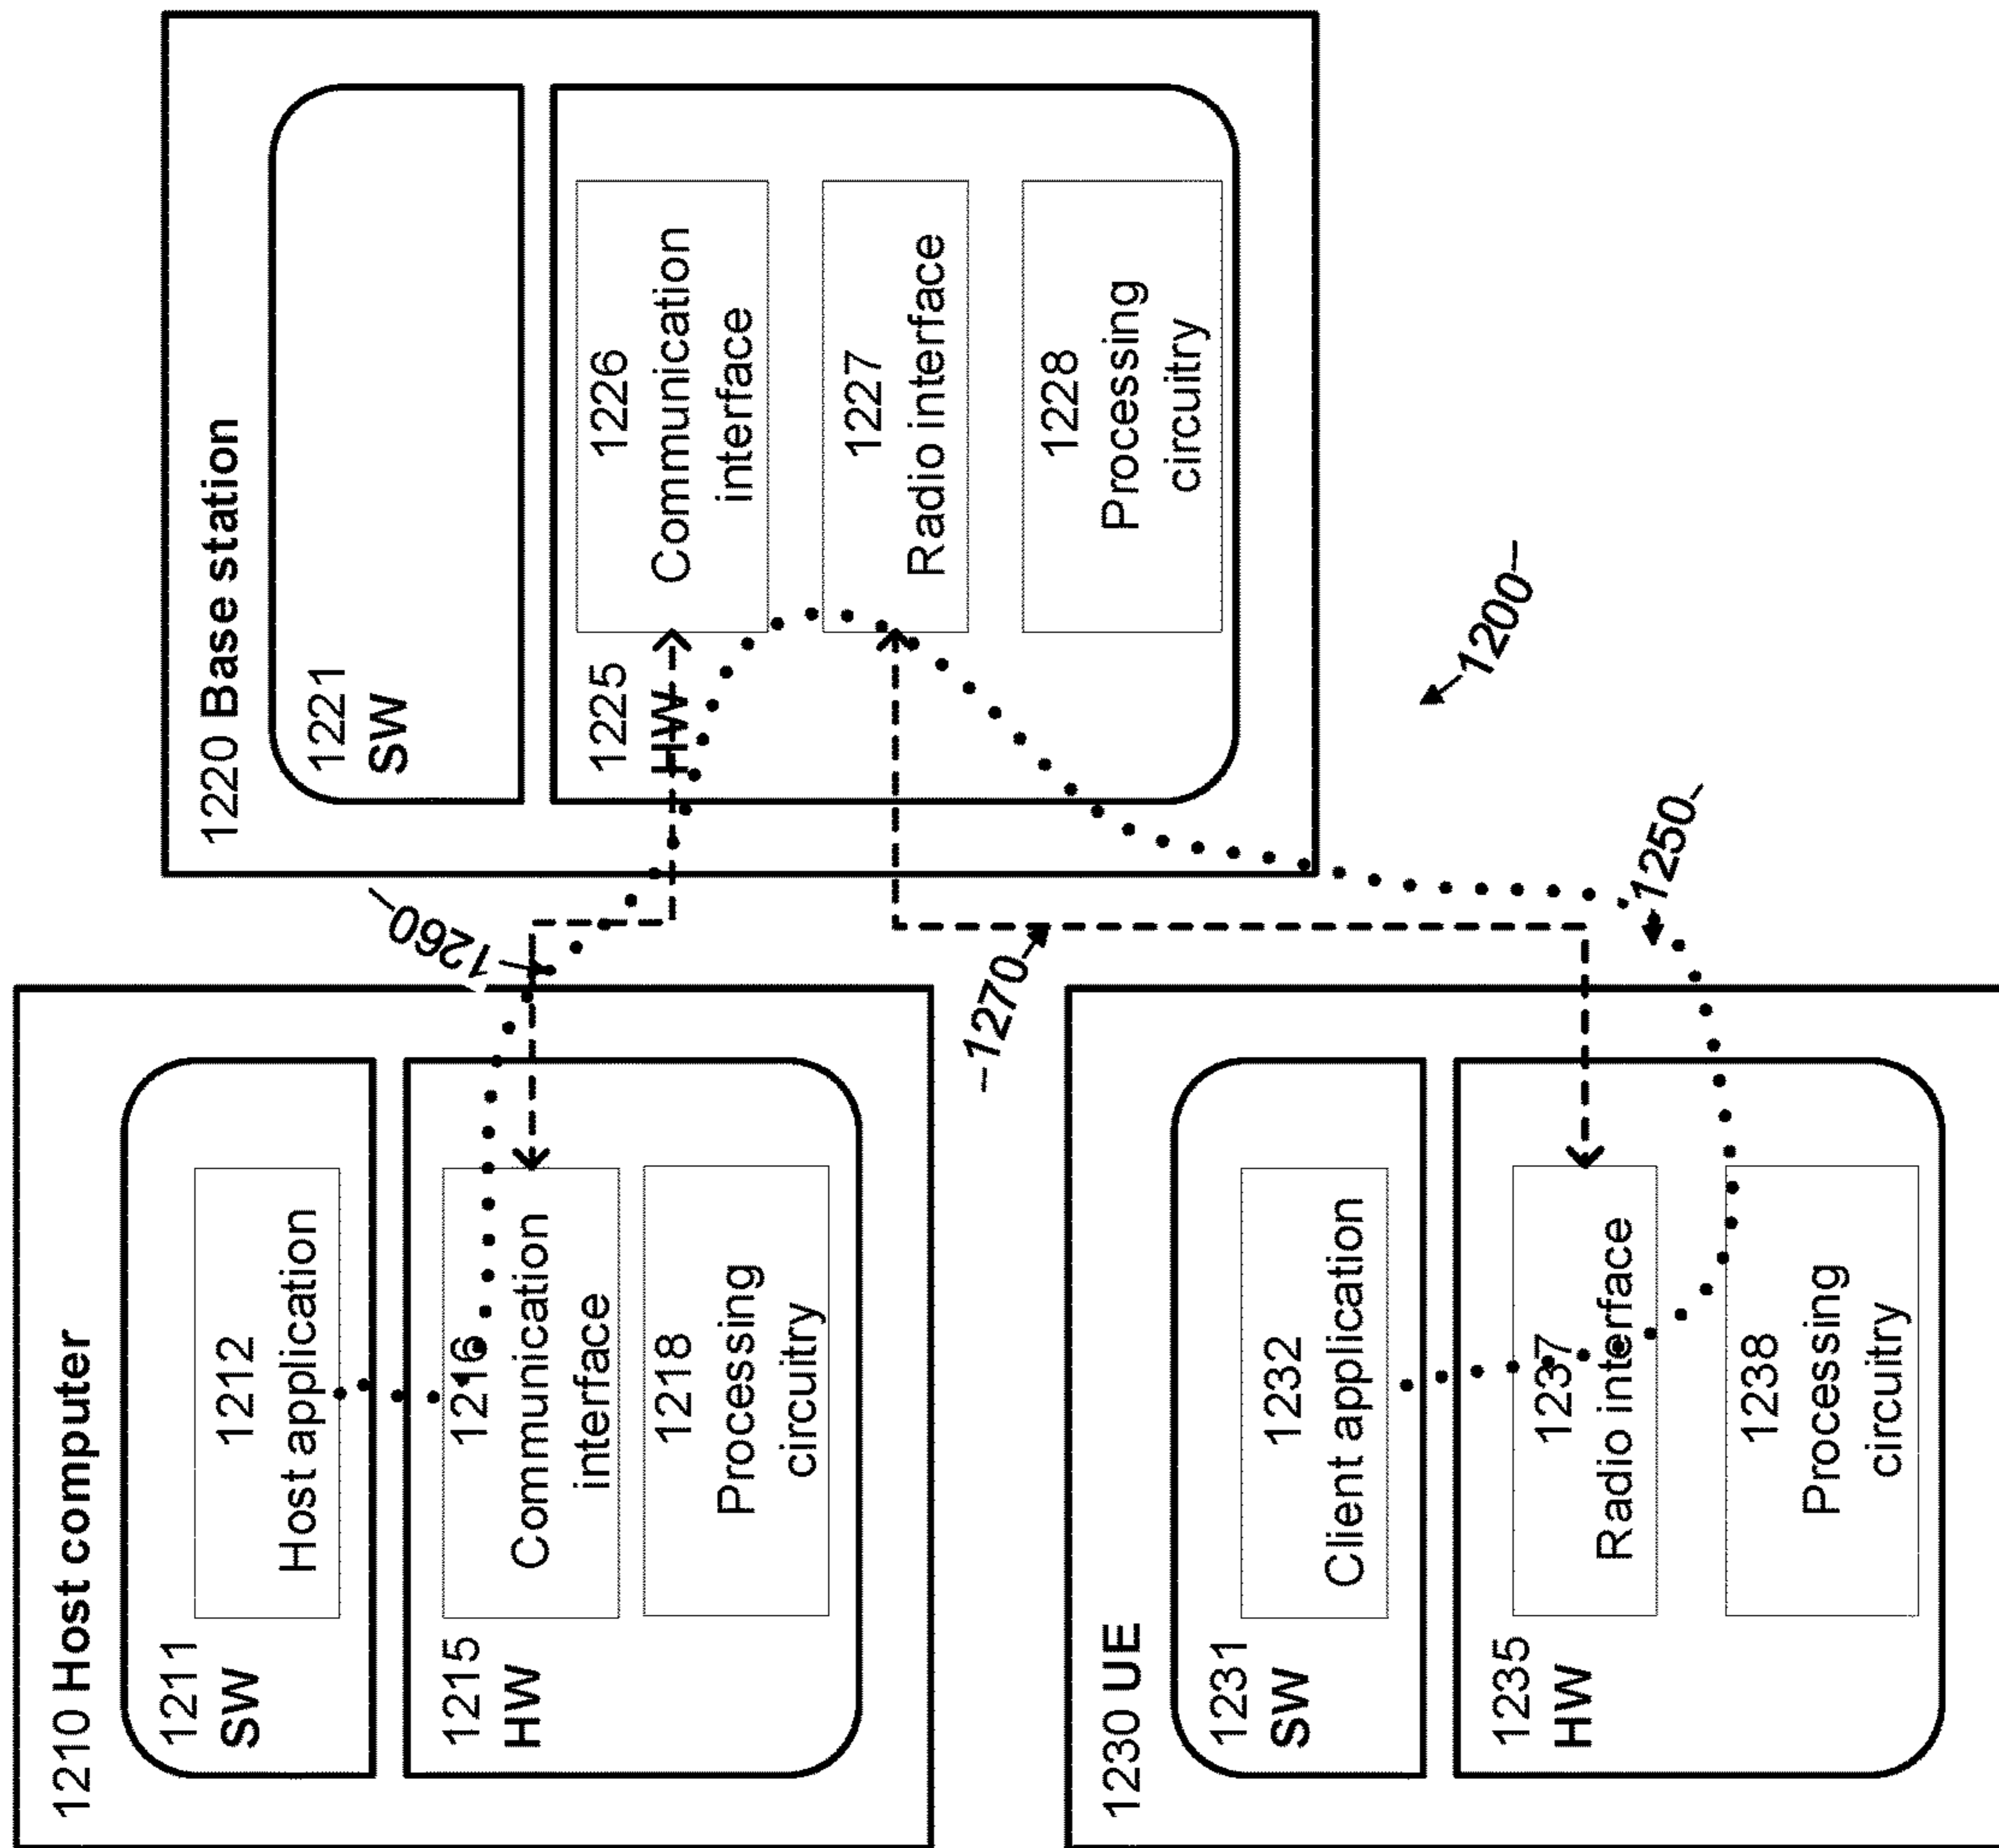 1210 Host computer
1211
SW
1212
Host application
1215
HW
1216
Communication
interface
1218
Processing
circuitry
1260
1220 Base station
1221
SW
1225
HW
1226
Communication
interface
1227
Radio interface
1228
Processing
circuitry
1270
1230 UE
1231
SW
1232
Client application
1235
HW
1237
Radio interface
1238
Processing
circuitry
1250
1200